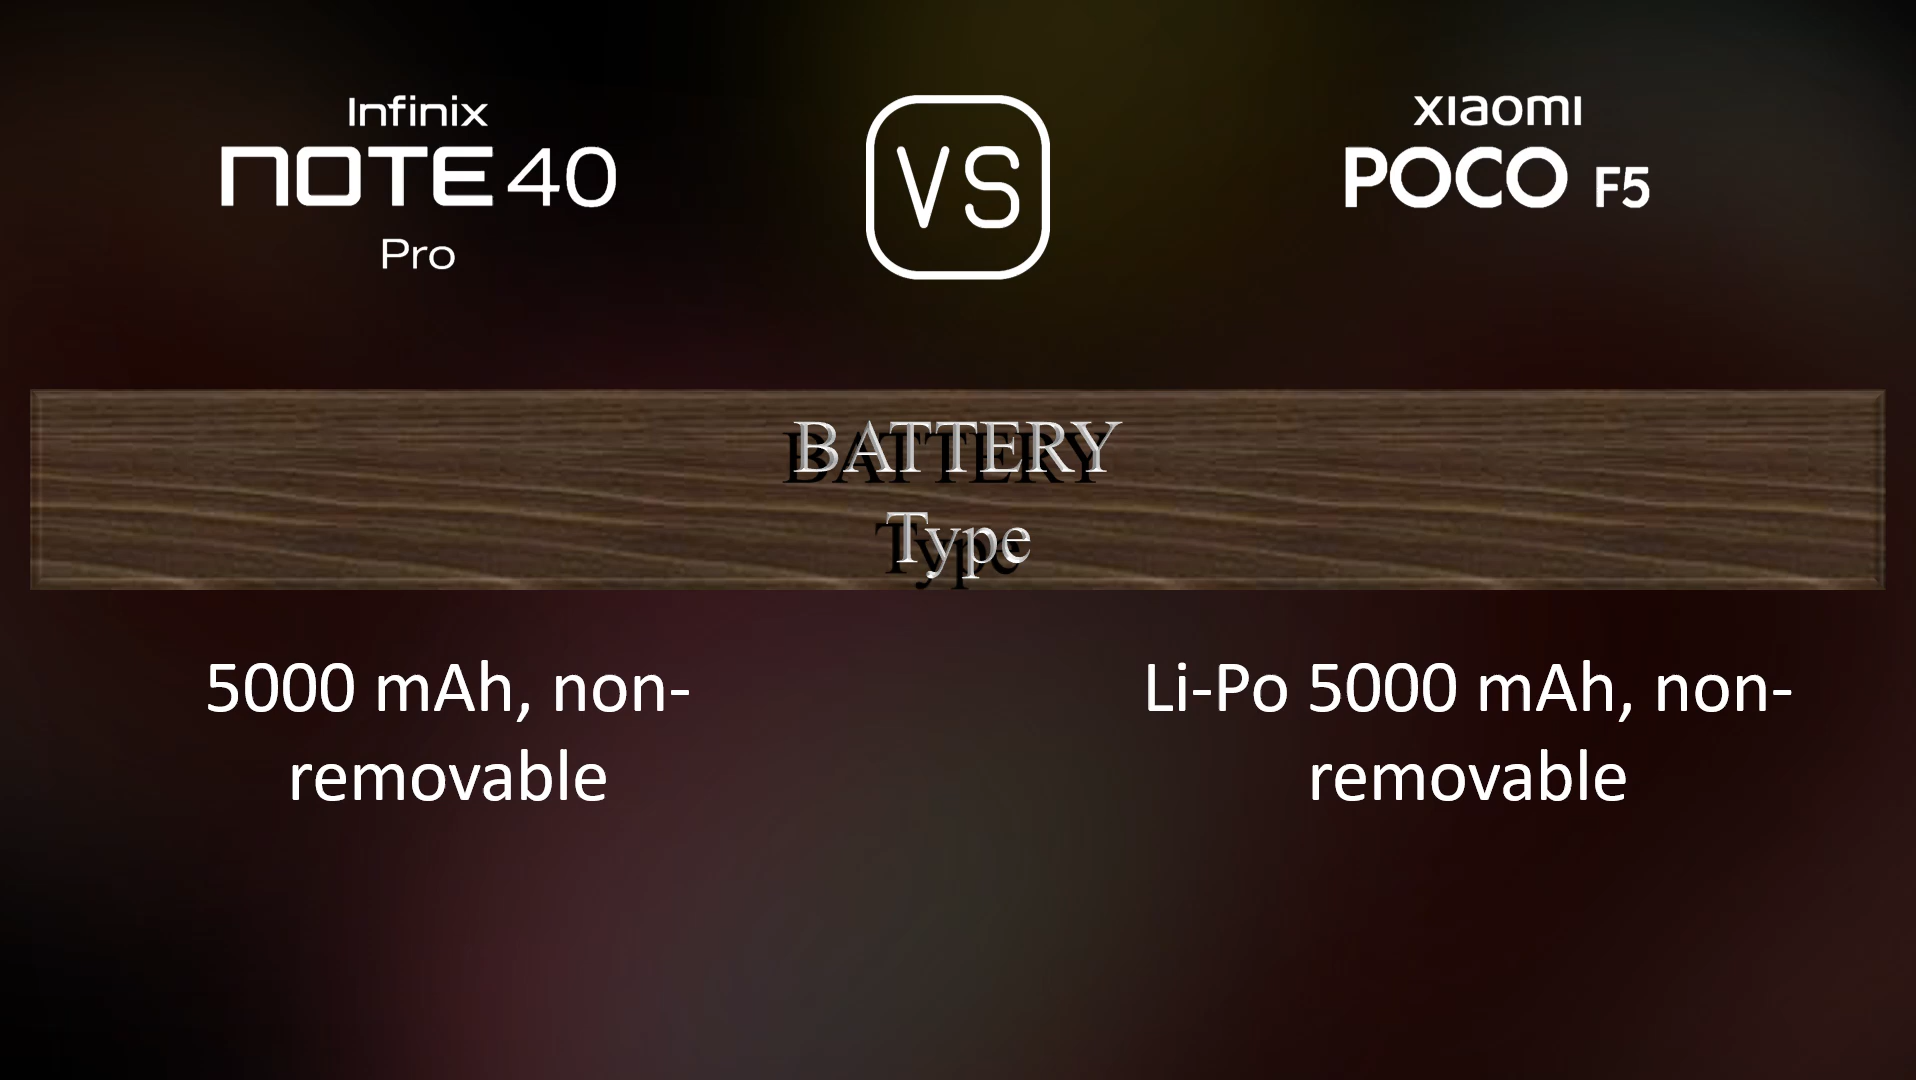 Infinix
NOTE 40
Pro
VS
xiaomi
POCO F5
BATTERY
Type
5000 mAh, non-
removable
Li-Po 5000 mAh, non-
removable